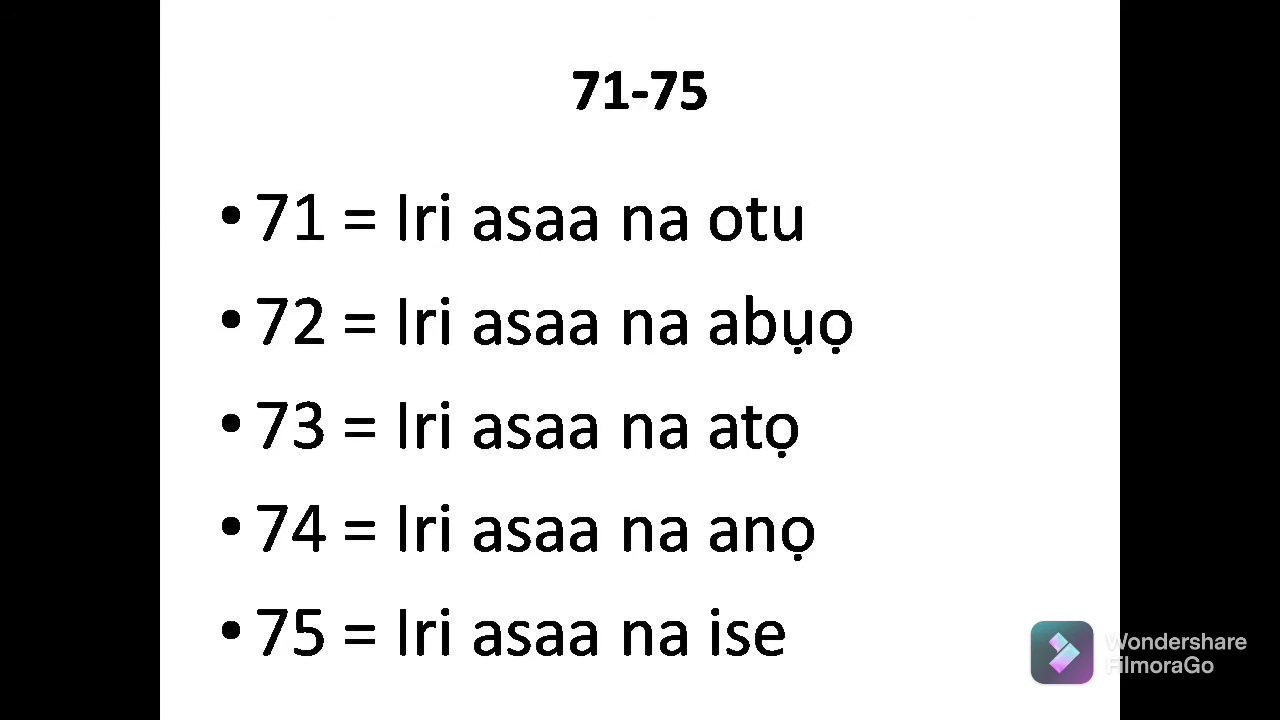 71-75
• 71 = Iri asaa na otu
• 72 = Iri asaa na abụọ
• 73 = Iri asaa na atọ
• 74 = Iri asaa na anọ
• 75 = Iri asaa na ise
Wondershare
FilmoraGo